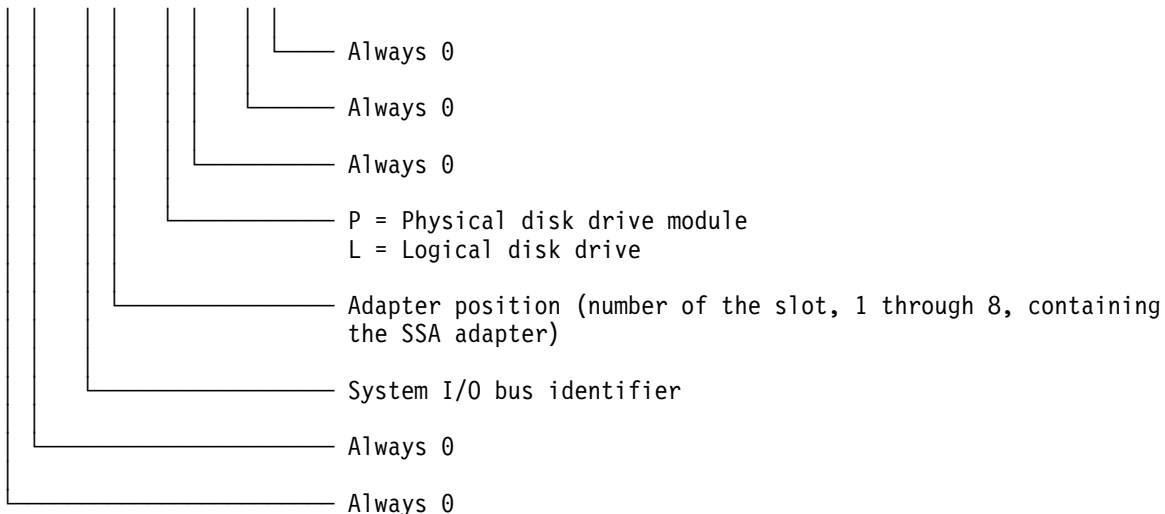 Always 0
Always 0
Always 0
P = Physical disk drive module
L = Logical disk drive
Adapter position (number of the slot, 1 through 8, containing
the SSA adapter)
System I/O bus identifier
Always 0
Always 0